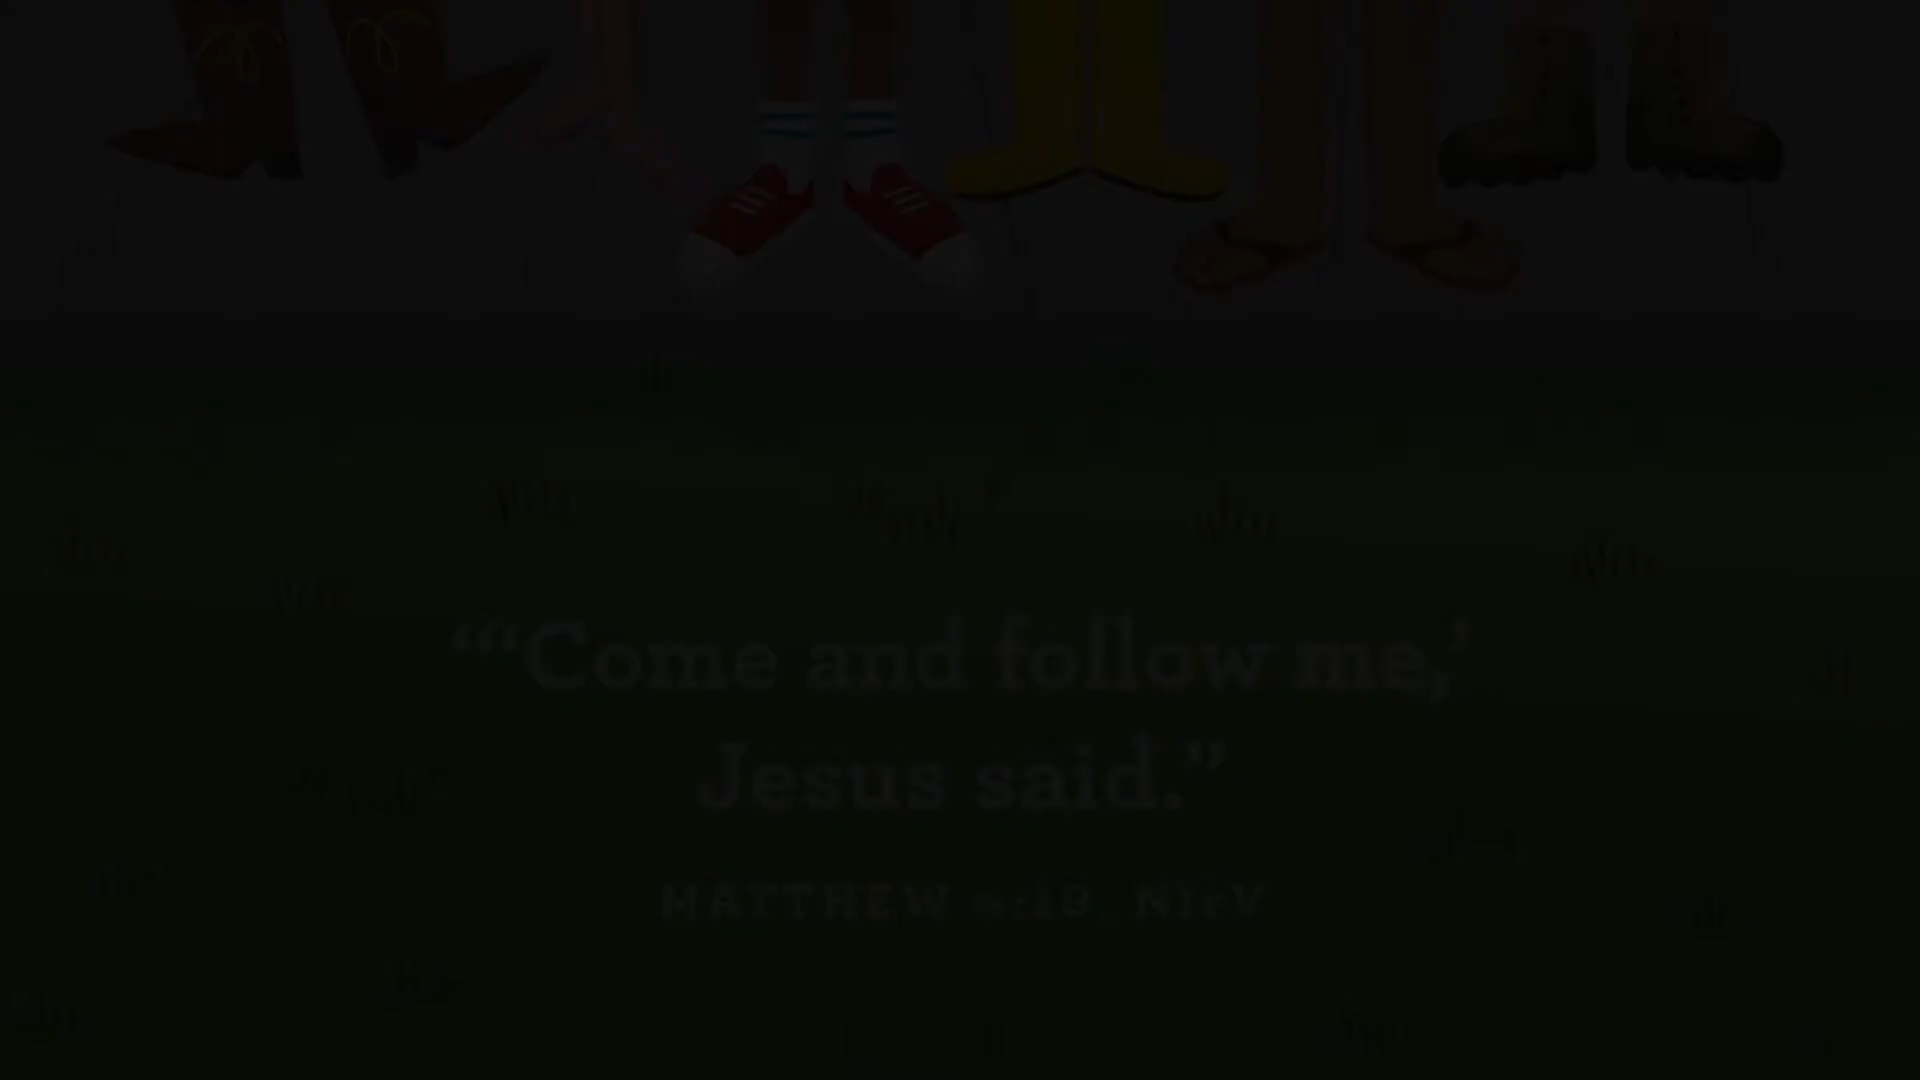 “‘Come and follow me,’
Jesus said.”
MATTHEW 4:19, NIrV